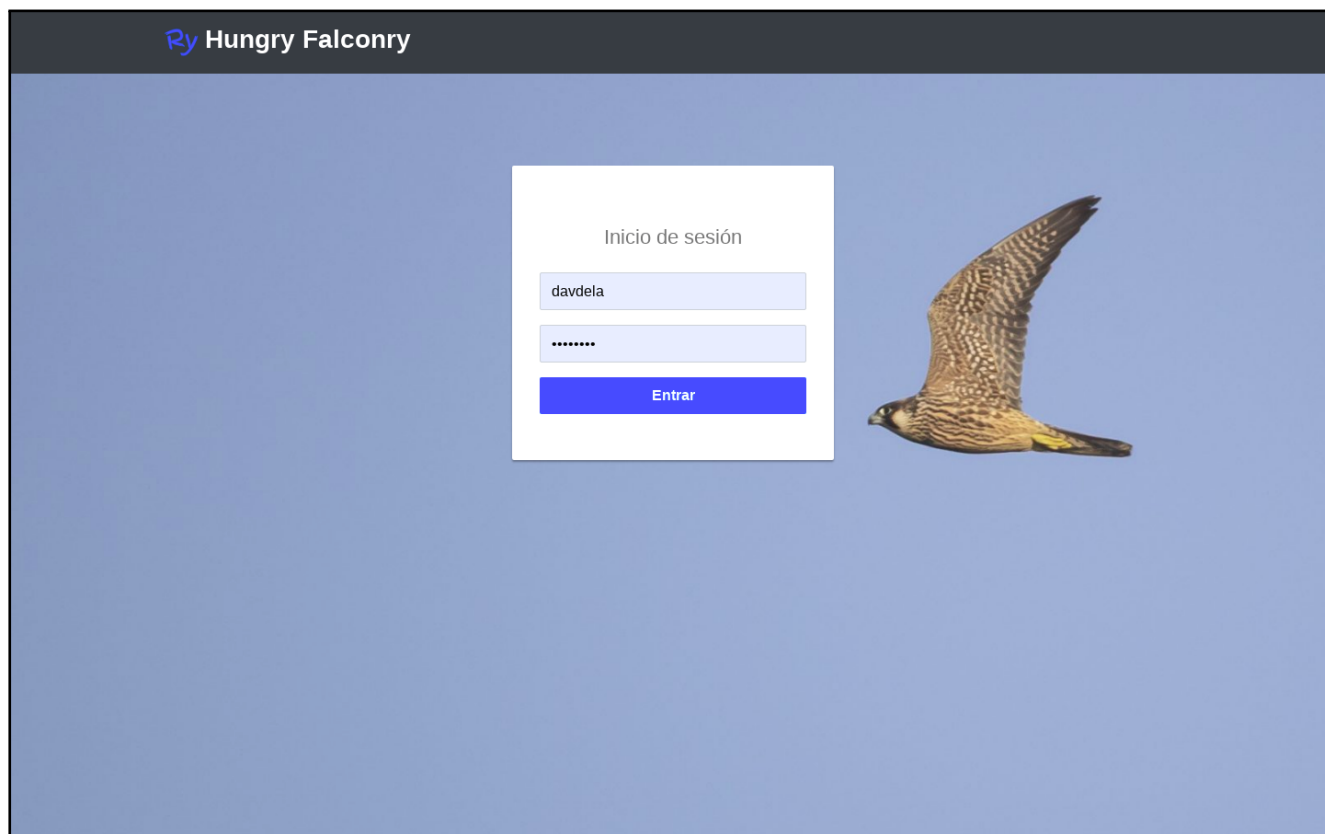 Ry Hungry Falconry
Inicio de sesión
davdela
••••••••
Entrar